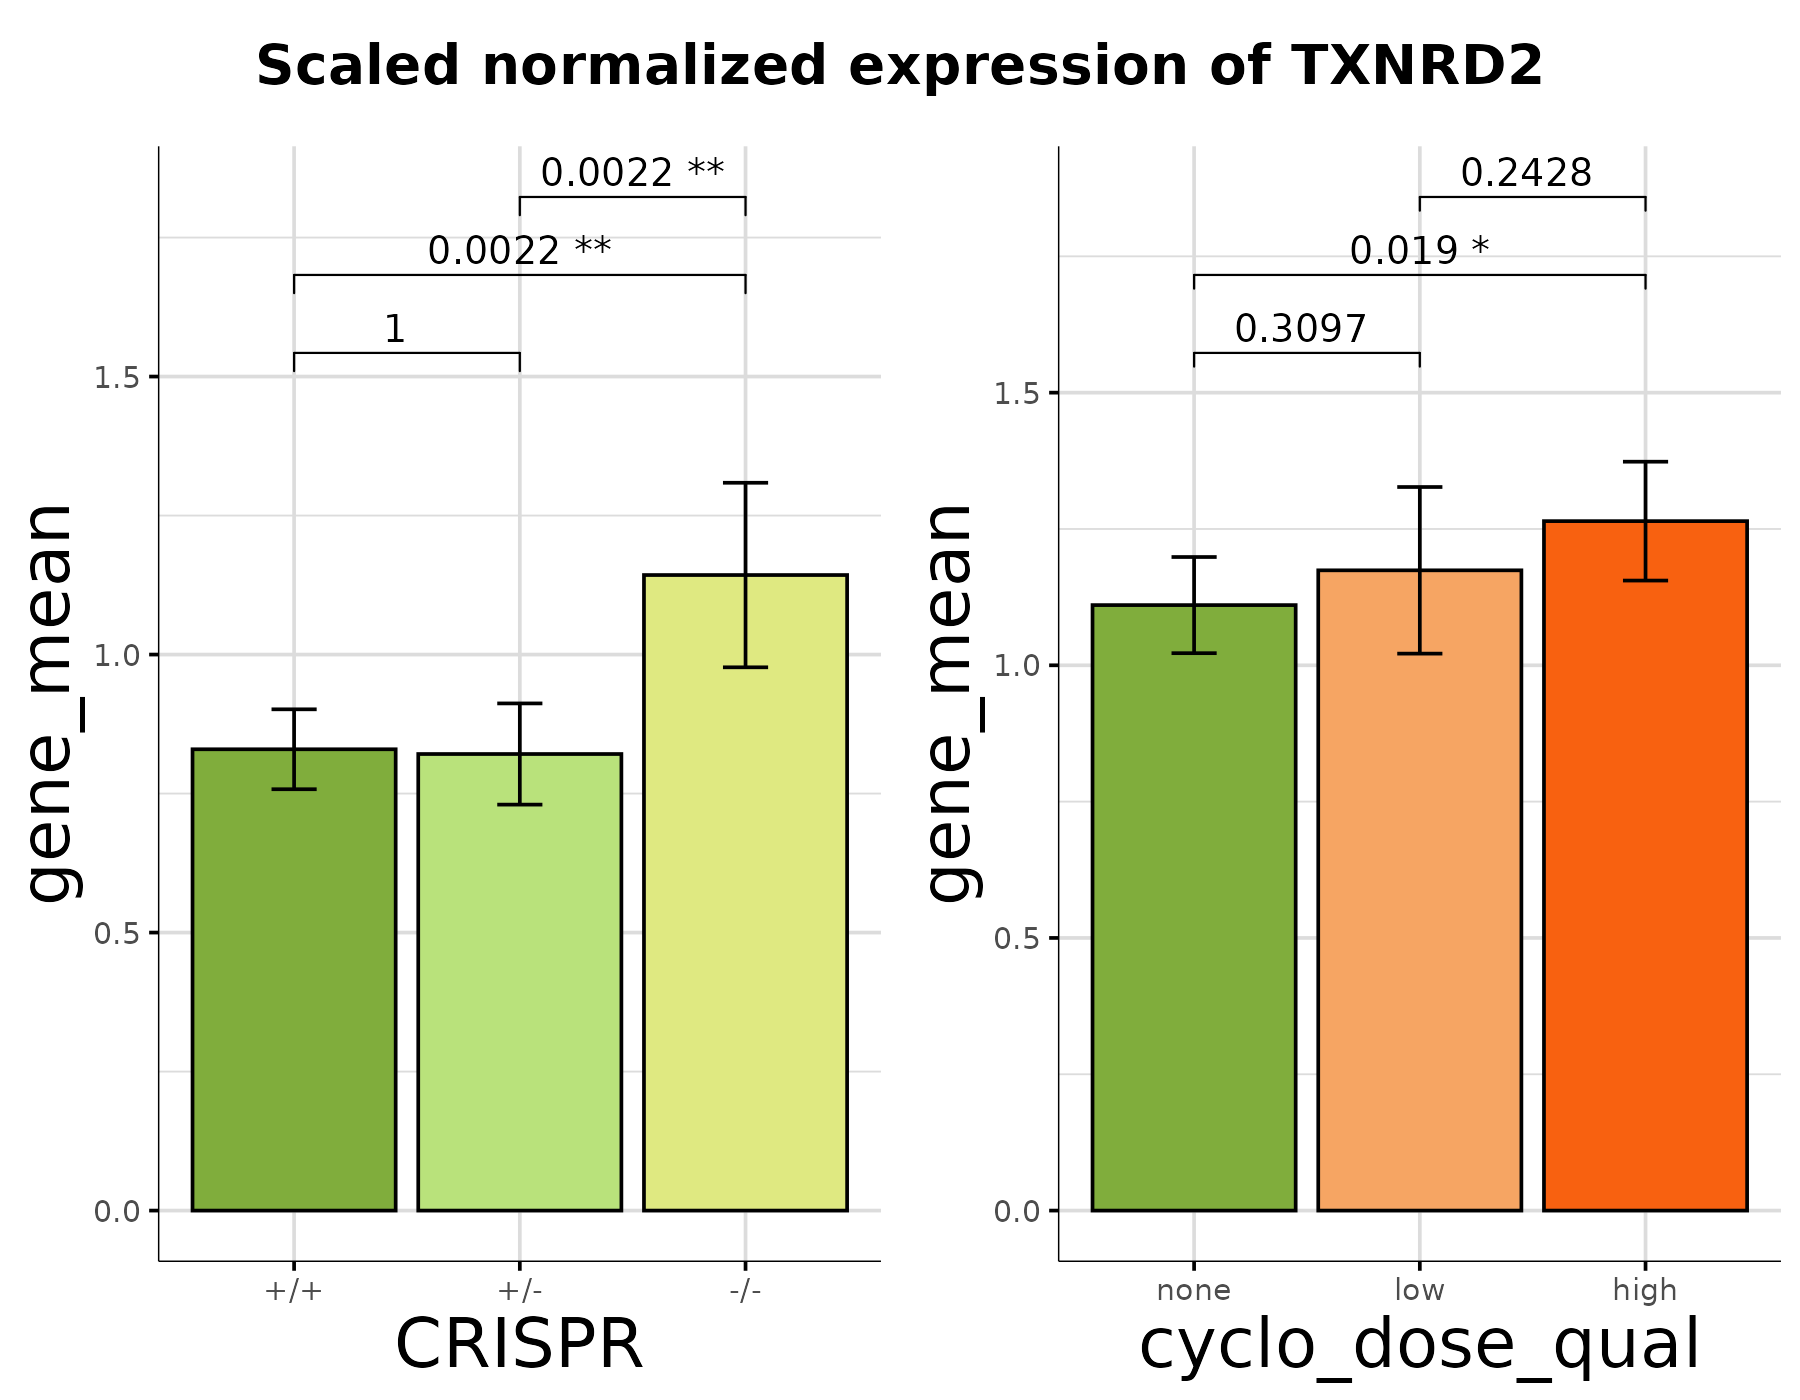 Scaled normalized expression of TXNRD2
gene_mean
0.0022 **
0.0022 **
1
1.5
1.0
0.5
0.0
+/+ +/- -/-
CRISPR
gene_mean
0.2428
0.019 *
0.3097
1.5
1.0
0.5
0.0
none low high
cyclo_dose_qual